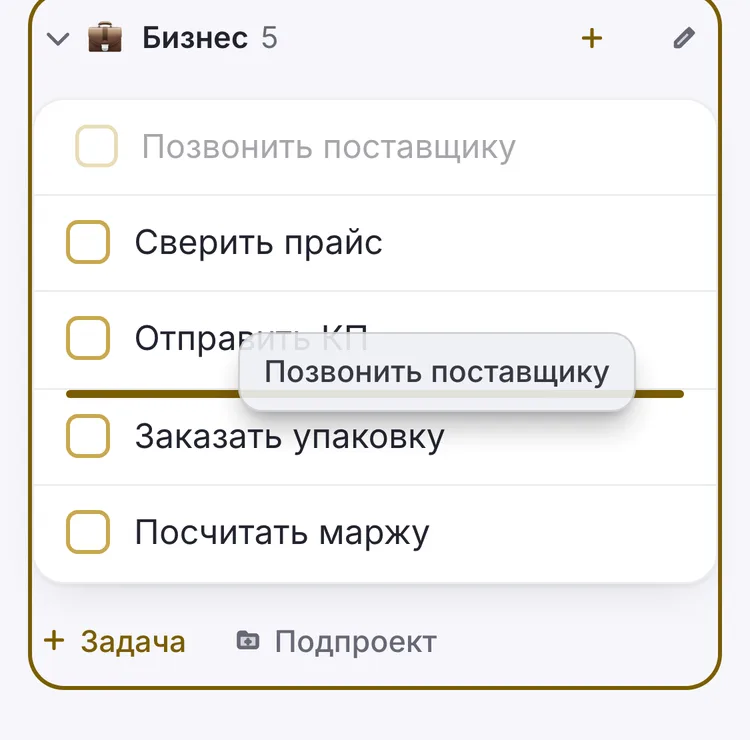 Бизнес 5
Позвонить поставщику
Сверить прайс
Отправить КП
Позвонить поставщику
Заказать упаковку
Посчитать маржу
+ Задача Подпроект